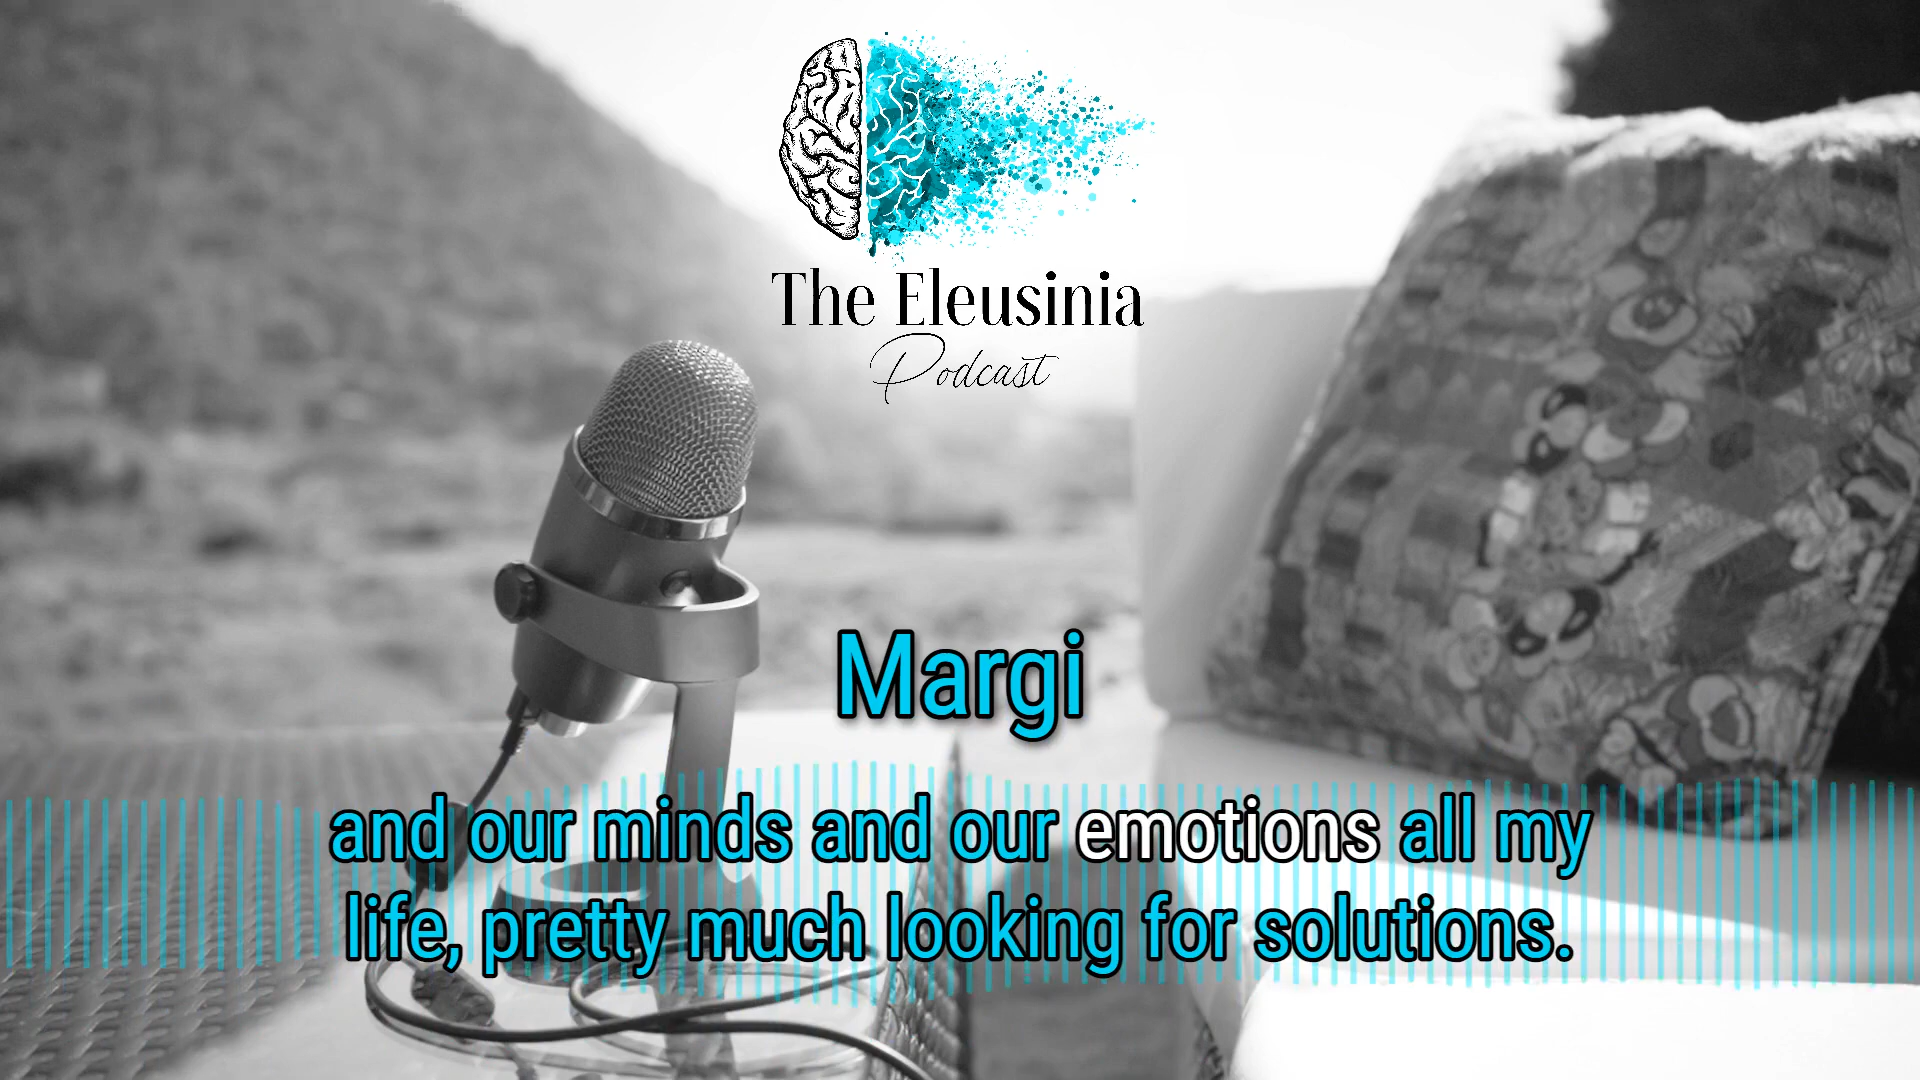 The Eleusinia
Podcast
Margi
and our minds and our emotions all my
life, pretty much looking for solutions.